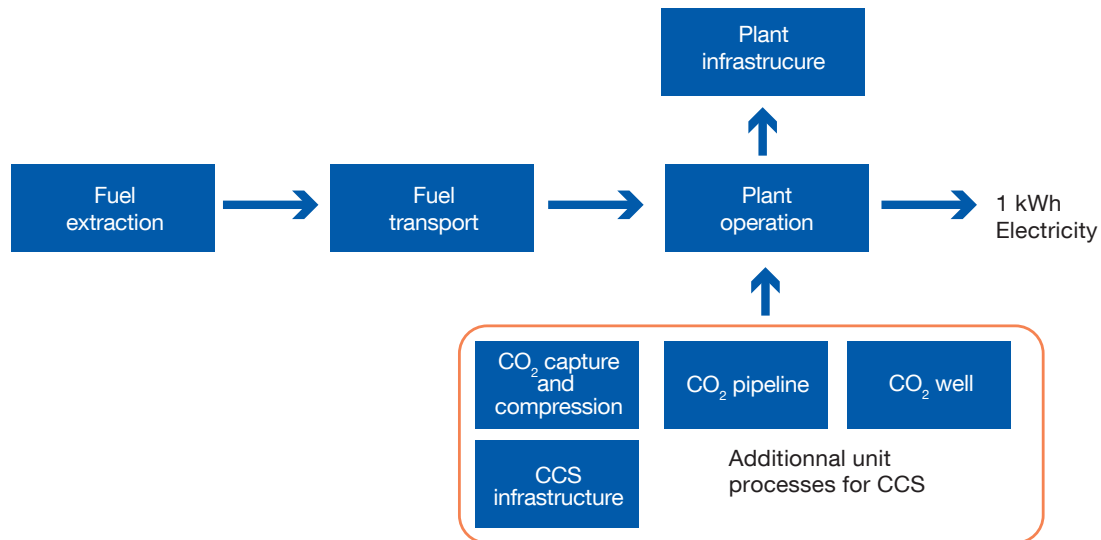 Plant
infrastrucure
Fuel
extraction
Fuel
transport
Plant
operation
1 kWh
Electricity
CO₂ capture
and
compression
CO₂ pipeline
CO₂ well
CCS
infrastructure
Additionnal unit
processes for CCS